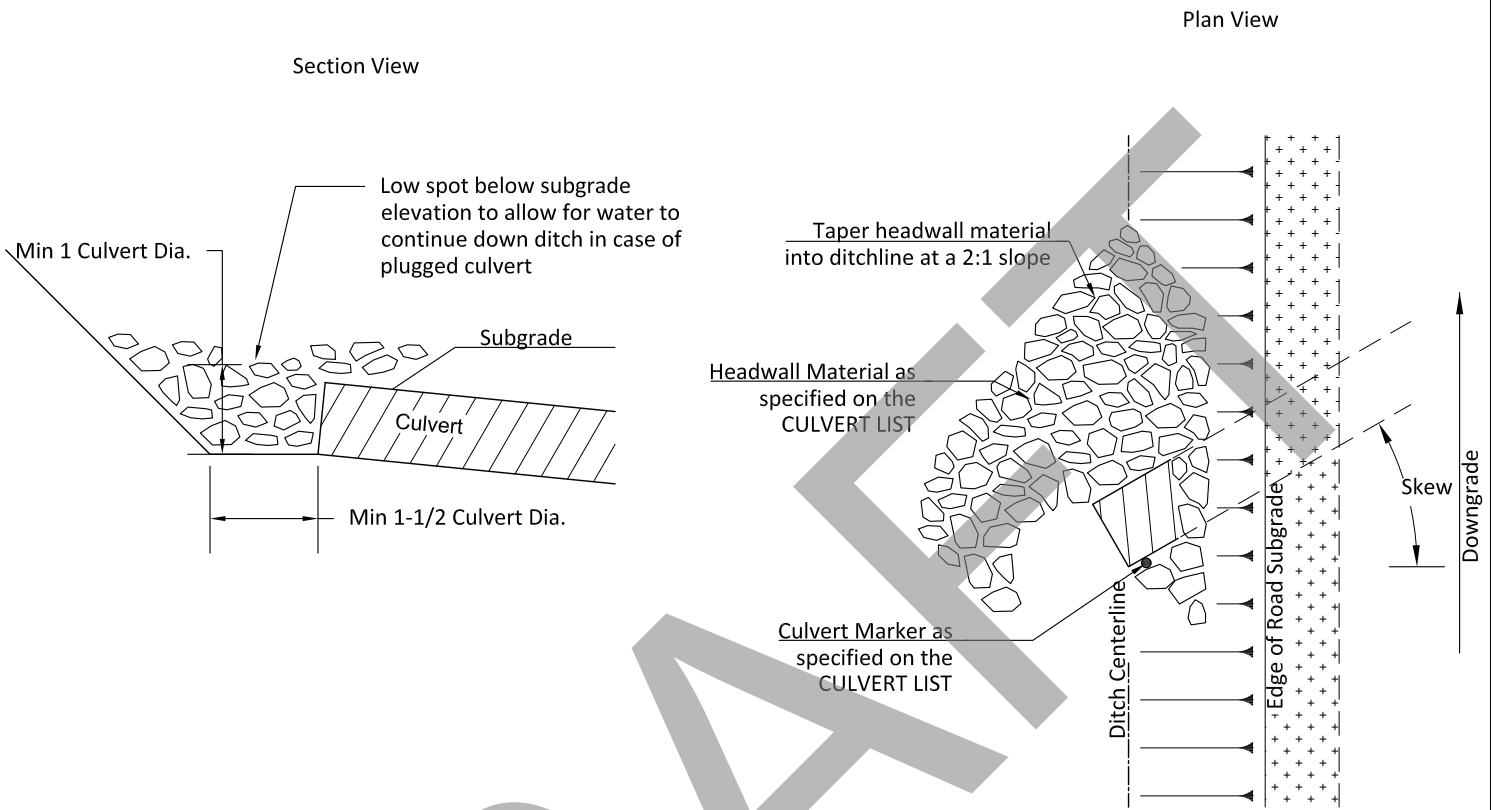 Plan View
Section View
Low spot below subgrade
elevation to allow for water to
continue down ditch in case of
plugged culvert
Min 1 Culvert Dia.
Subgrade
Culvert
Min 1-1/2 Culvert Dia.
Taper headwall material
into ditchline at a 2:1 slope
Headwall Material as
specified on the
CULVERT LIST
Culvert Marker as
specified on the
CULVERT LIST
Ditch Centerline
Edge of Road Subgrade
Skew
Downgrade
DRAFT